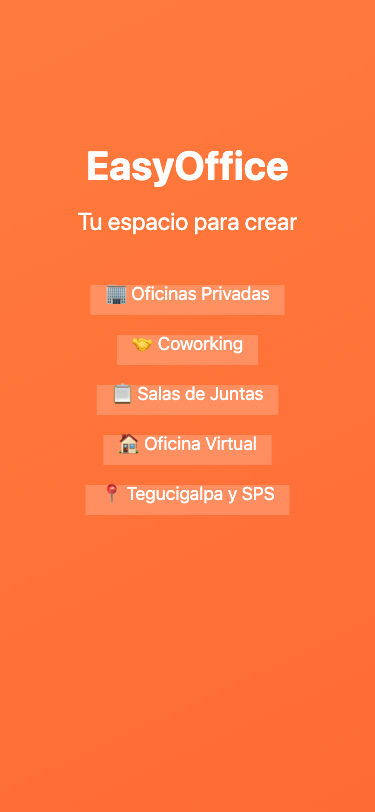 EasyOffice
Tu espacio para crear
🏢 Oficinas Privadas
🤝 Coworking
📋 Salas de Juntas
🏠 Oficina Virtual
📍 Tegucigalpa y SPS